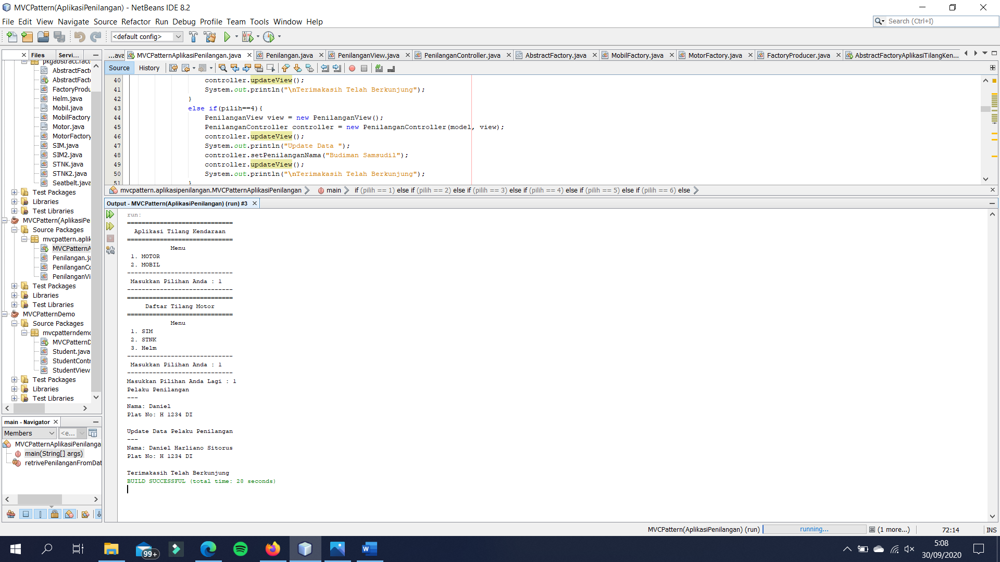 MVCPattern(AplikasiPenilangan) - NetBeans IDE 8.2
File Edit View Navigate Source Refactor Run Debug Profile Team Tools Window Help
Search (Ctrl+I)
<default config>
Files Servi...
...ava MVCPatternAplikasiPenilangan.java Penilangan.java PenilanganView.java PenilanganController.java AbstractFactory.java MobilFactory.java MotorFactory.java FactoryProducer.java AbstractFactoryAplikasiTilangKen...
Source History
pkgabstract.fact
AbstractFact
AbstractFact
FactoryProdu
Helm.java
Mobil.java
MobilFactory
Motor.java
MotorFactory
SIM.java
SIM2.java
STNK.java
STNK2.java
Seatbelt.java
Test Packages
Libraries
Test Libraries
MVCPattern(AplikasiPe
Source Packages
mvcpattern.aplik
MVCPatternA
Penilangan.ja
PenilanganCo
PenilanganVi
Test Packages
Libraries
Test Libraries
MVCPatternDemo
Source Packages
mvcpatterndemo
MVCPatternD
Student.java
StudentContr
StudentView
Test Packages
Libraries
Test Libraries
40 controller.updateView();
41 System.out.println("\nTerimakasih Telah Berkunjung");
42 }
43 else if(pilih==4){
44 PenilanganView view = new PenilanganView();
45 PenilanganController controller = new PenilanganController(model, view);
46 controller.updateView();
47 System.out.println("Update Data ");
48 controller.setPenilanganNama("Budiman Samsudil");
49 controller.updateView();
50 System.out.println("\nTerimakasih Telah Berkunjung");
51 }
mvcpattern.aplikasipenilangan.MVCPatternAplikasiPenilangan main if (pilih == 1) else if (pilih == 2) else if (pilih == 3) else if (pilih == 4) else if (pilih == 5) else if (pilih == 6) else
Output - MVCPattern(AplikasiPenilangan) (run) #3
run:
=============================
Aplikasi Tilang Kendaraan
=============================
Menu
1. MOTOR
2. MOBIL
-----------------------------
Masukkan Pilihan Anda : 1
-----------------------------
=============================
Daftar Tilang Motor
=============================
Menu
1. SIM
2. STNK
3. Helm
-----------------------------
Masukkan Pilihan Anda : 1
-----------------------------
Masukkan Pilihan Anda Lagi : 1
Pelaku Penilangan
---
Nama: Daniel
Plat No: H 1234 DI
Update Data Pelaku Penilangan
---
Nama: Daniel Harliano Sitorus
Plat No: H 1234 DI
Terimakasih Telah Berkunjung
BUILD SUCCESSFUL (total time: 28 seconds)
main - Navigator
Members <e...
MVCPatternAplikasiPenilanga
main(String[] args)
retrivePenilanganFromDat
MVCPattern(AplikasiPenilangan) (run) running... (1 more...) 72:14 INS
99+
5:08
30/09/2020